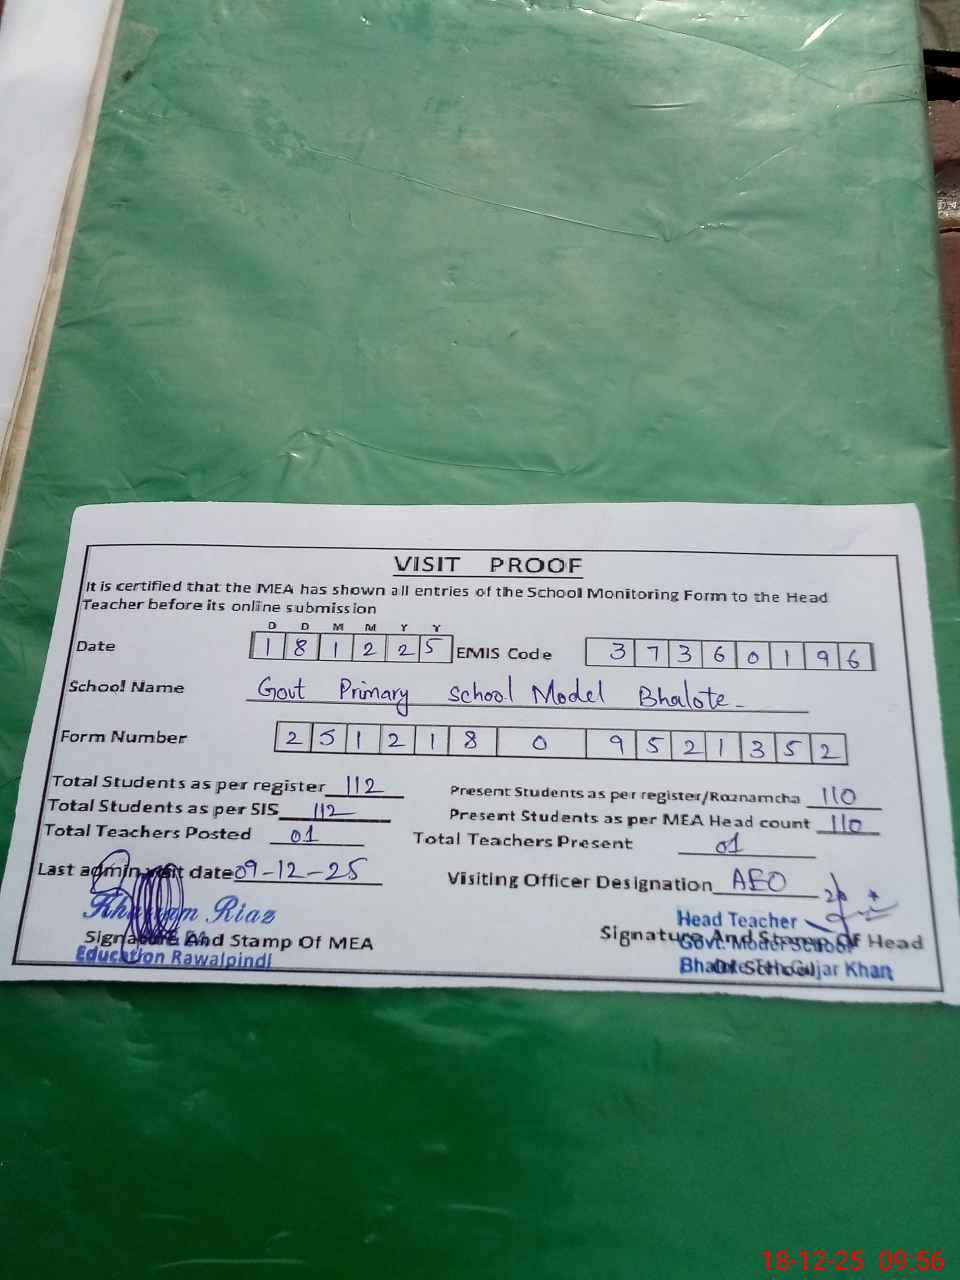 VISIT PROOF
It is certified that the MEA has shown all entries of the School Monitoring Form to the Head
Teacher before its online submission
D D M M Y Y
Date 1 8 1 2 2 5 EMIS Code 3 7 3 6 0 1 9 6
School Name Govt Primary School Model Bhalote
Form Number 2 5 1 2 1 8 0 9 5 2 1 3 5 2
Total Students as per register 112 Present Students as per register/Roznamcha 110
Total Students as per SIS 112 Present Students as per MEA Head count 110
Total Teachers Posted 01 Total Teachers Present 01
Last admin visit date 09-12-25 Visiting Officer Designation AEO
Riaz
Head Teacher
Signature And Stamp Of MEA Signature And Stamp Of Head
Govt. Model School
Education Rawalpindi
Of School
Gujar Khan
18-12-25 09:56